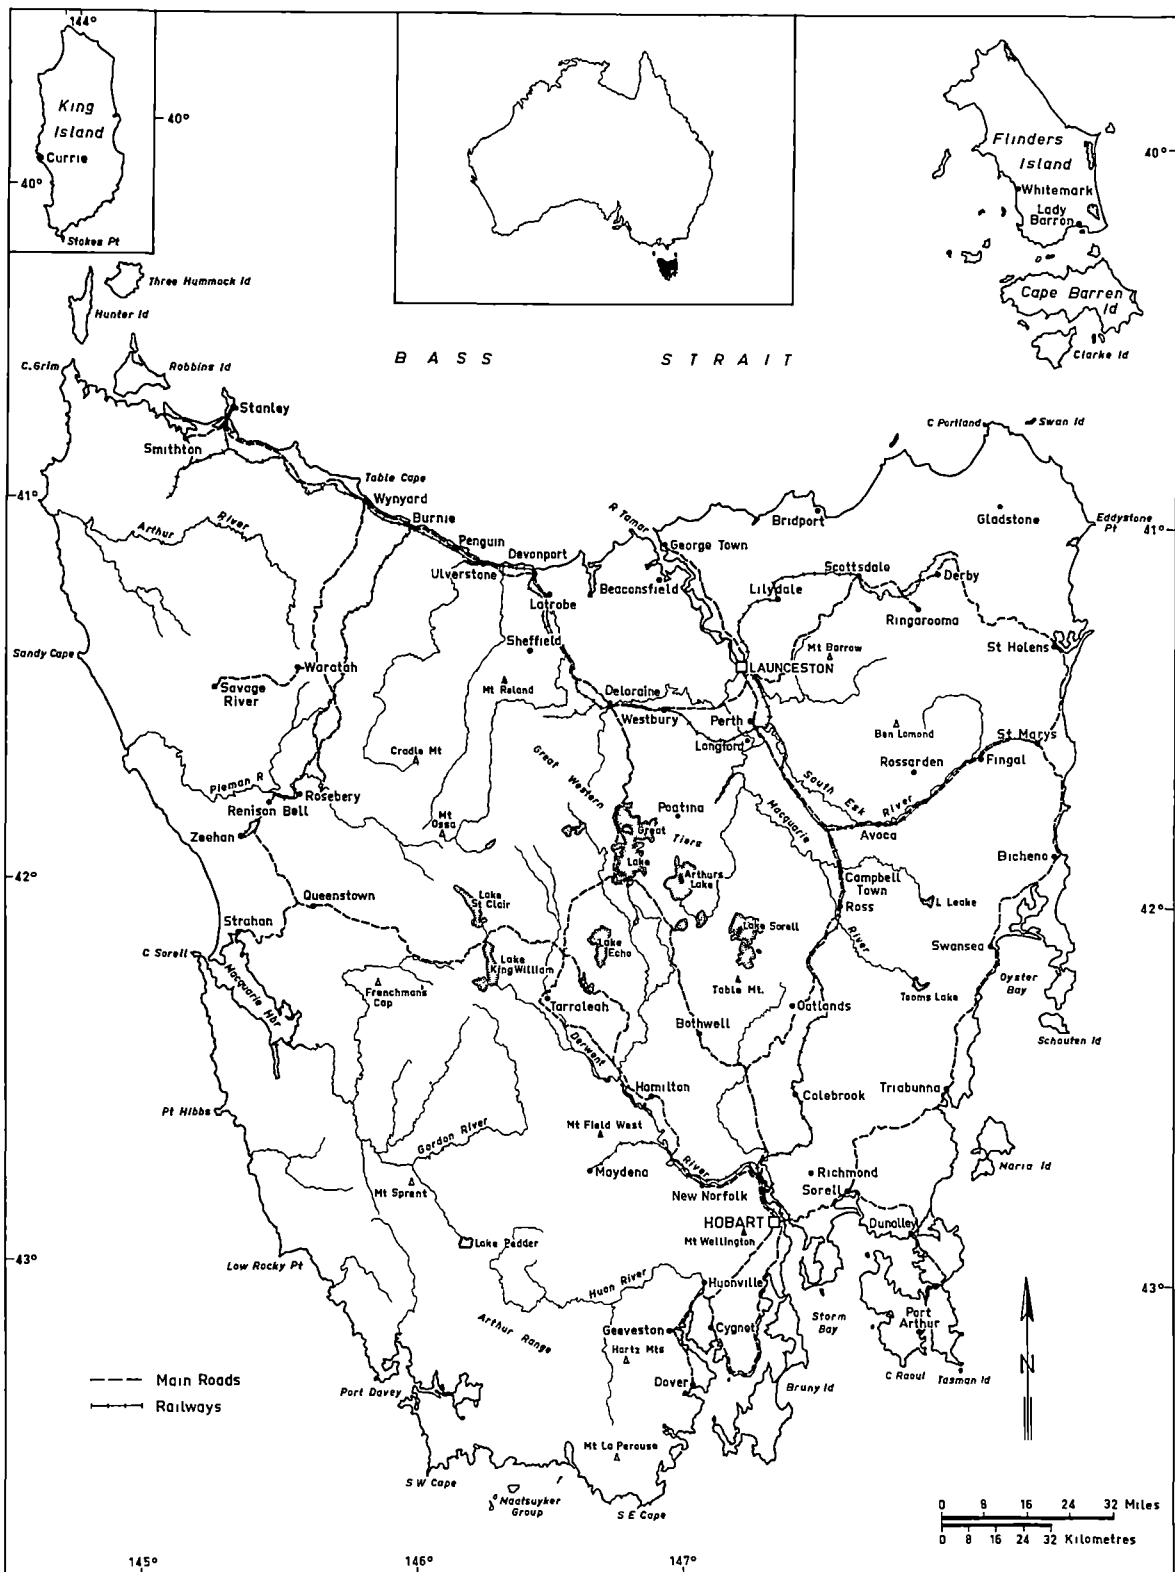 144°
King
Island
40°
Currie
40°
Stokes Pt
Flinders
Island
40°
Whitemark
Lady
Barron
Cape Barren
Id
Clarke Id
Three Hummock Id
Hunter Id
BASS STRAIT
C. Grim
Robbins Id
Stanley
Smithton
C Portland
Swan Id
Table Cape
41°
Wynyard
Burnie
Arthur River
Penguin
Devonport
Ulverstone
R Tamar
George Town
Bridport
Gladstone
Eddystone
Pt
41°
Beaconsfield
Latrobe
Lilydale
Scottsdale
Derby
Ringarooma
Sheffield
Mt Barrow
St Helens
Sandy Cape
Waratah
Savage
River
Mt Roland
LAUNCESTON
Deloraine
Westbury
Perth
Longford
Ben Lomond
St Marys
Fingal
Rossarden
Cradle Mt
Great Western
Tiers
South Esk
River
Pieman R
Rosebery
Renison Bell
Mt
Ossa
Poatina
Great
Lake
Macquarie
River
Avoca
Zeehan
Bicheno
42°
Arthurs
Lake
Campbell
Town
Queenstown
Lake
St Clair
Ross
L Leake
42°
Strahan
Lake Sorell
Lake
Echo
Swansea
C Sorell
Macquarie Hbr
Lake
King William
Frenchman's
Cap
Table Mt.
Tooms Lake
Oyster
Bay
Tarraleah
Oatlands
Bothwell
Schouten Id
Derwent
River
Hamilton
Colebrook
Triabunna
Pt Hibbs
Gordon River
Mt Field West
Maydena
Richmond
Maria Id
Mt Sprent
New Norfolk
Sorell
HOBART
Mt Wellington
Dunalley
Lake Pedder
43°
Low Rocky Pt
Huon River
Huonville
43°
Arthur Range
Storm
Bay
Port
Arthur
Geeveston
Cygnet
Hartz Mts
N
Main Roads
Port Davey
Dover
Bruny Id
C Raoul
Tasman Id
Railways
Mt La Perouse
S W Cape
Maatsuyker
Group
S E Cape
0 8 16 24 32 Miles
0 8 16 24 32 Kilometres
145°
146°
147°